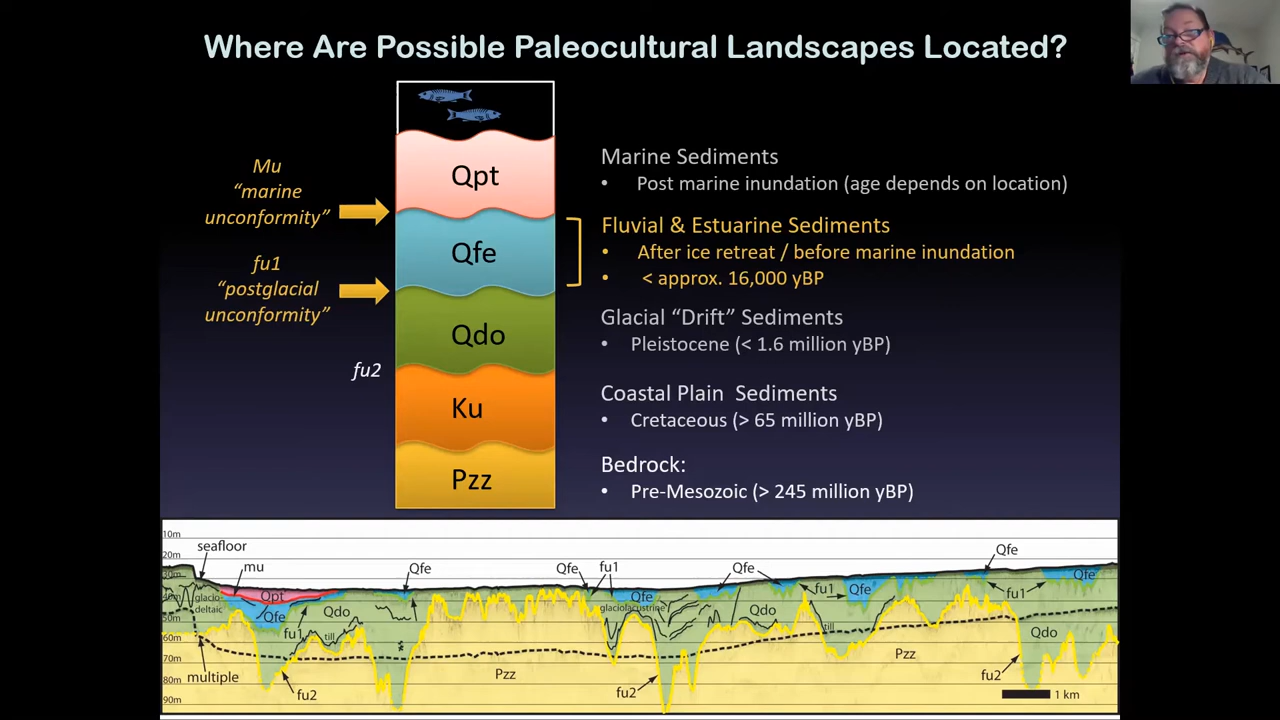 Where Are Possible Paleocultural Landscapes Located?
Mu
“marine
unconformity”
fu1
“postglacial
unconformity”
fu2
Qpt
Qfe
Qdo
Ku
Pzz
Marine Sediments
• Post marine inundation (age depends on location)
Fluvial & Estuarine Sediments
• After ice retreat / before marine inundation
• < approx. 16,000 yBP
Glacial “Drift” Sediments
• Pleistocene (< 1.6 million yBP)
Coastal Plain Sediments
• Cretaceous (> 65 million yBP)
Bedrock:
• Pre-Mesozoic (> 245 million yBP)
10m
20m
30m
40m
50m
60m
70m
80m
90m
seafloor
mu
Qpt
Qfe
glacio
deltaic
Qdo
fu1
till
multiple
fu2
Qfe
Pzz
Qfe
fu1
Qfe
glaciolacustrine
fu2
Qfe
Qdo
fu1
Qfe
till
Pzz
Qfe
fu1
Qfe
Qdo
fu2
1 km